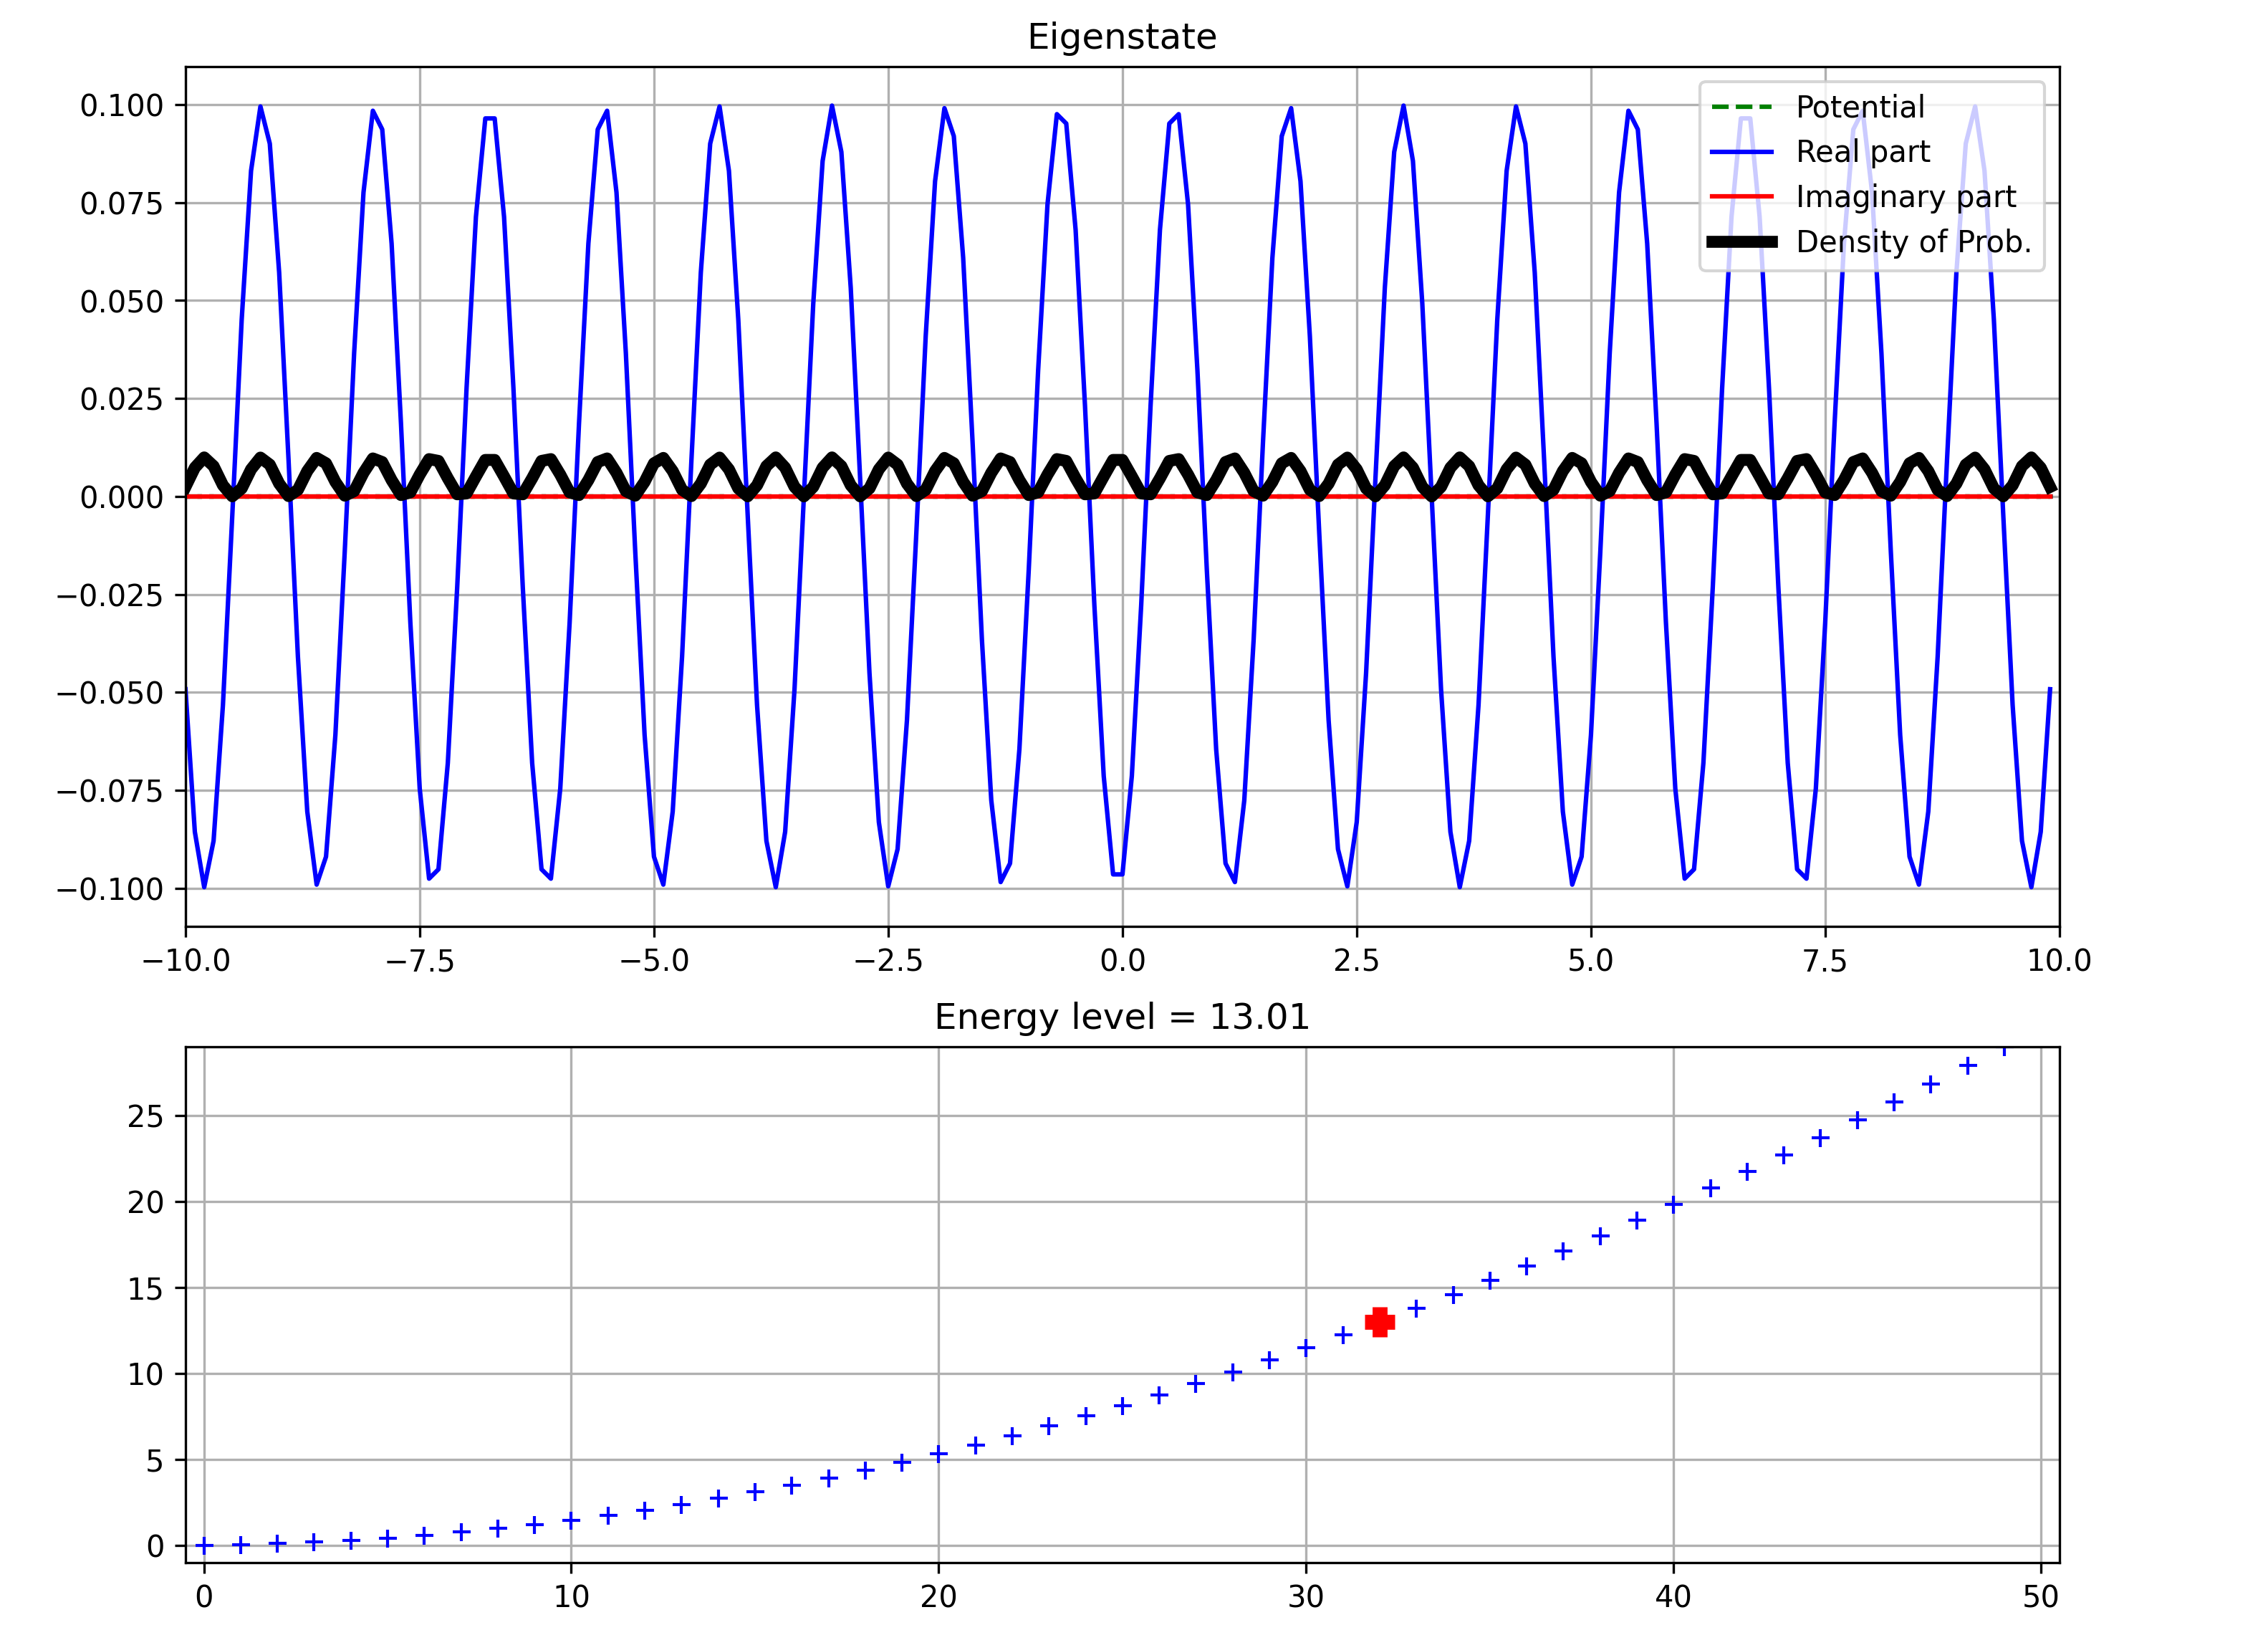 Eigenstate
0.100
0.075
0.050
0.025
0.000
−0.025
−0.050
−0.075
−0.100
Potential
Real part
Imaginary part
Density of Prob.
−10.0 −7.5 −5.0 −2.5 0.0 2.5 5.0 7.5 10.0
Energy level = 13.01
25
20
15
10
5
0
0 10 20 30 40 50